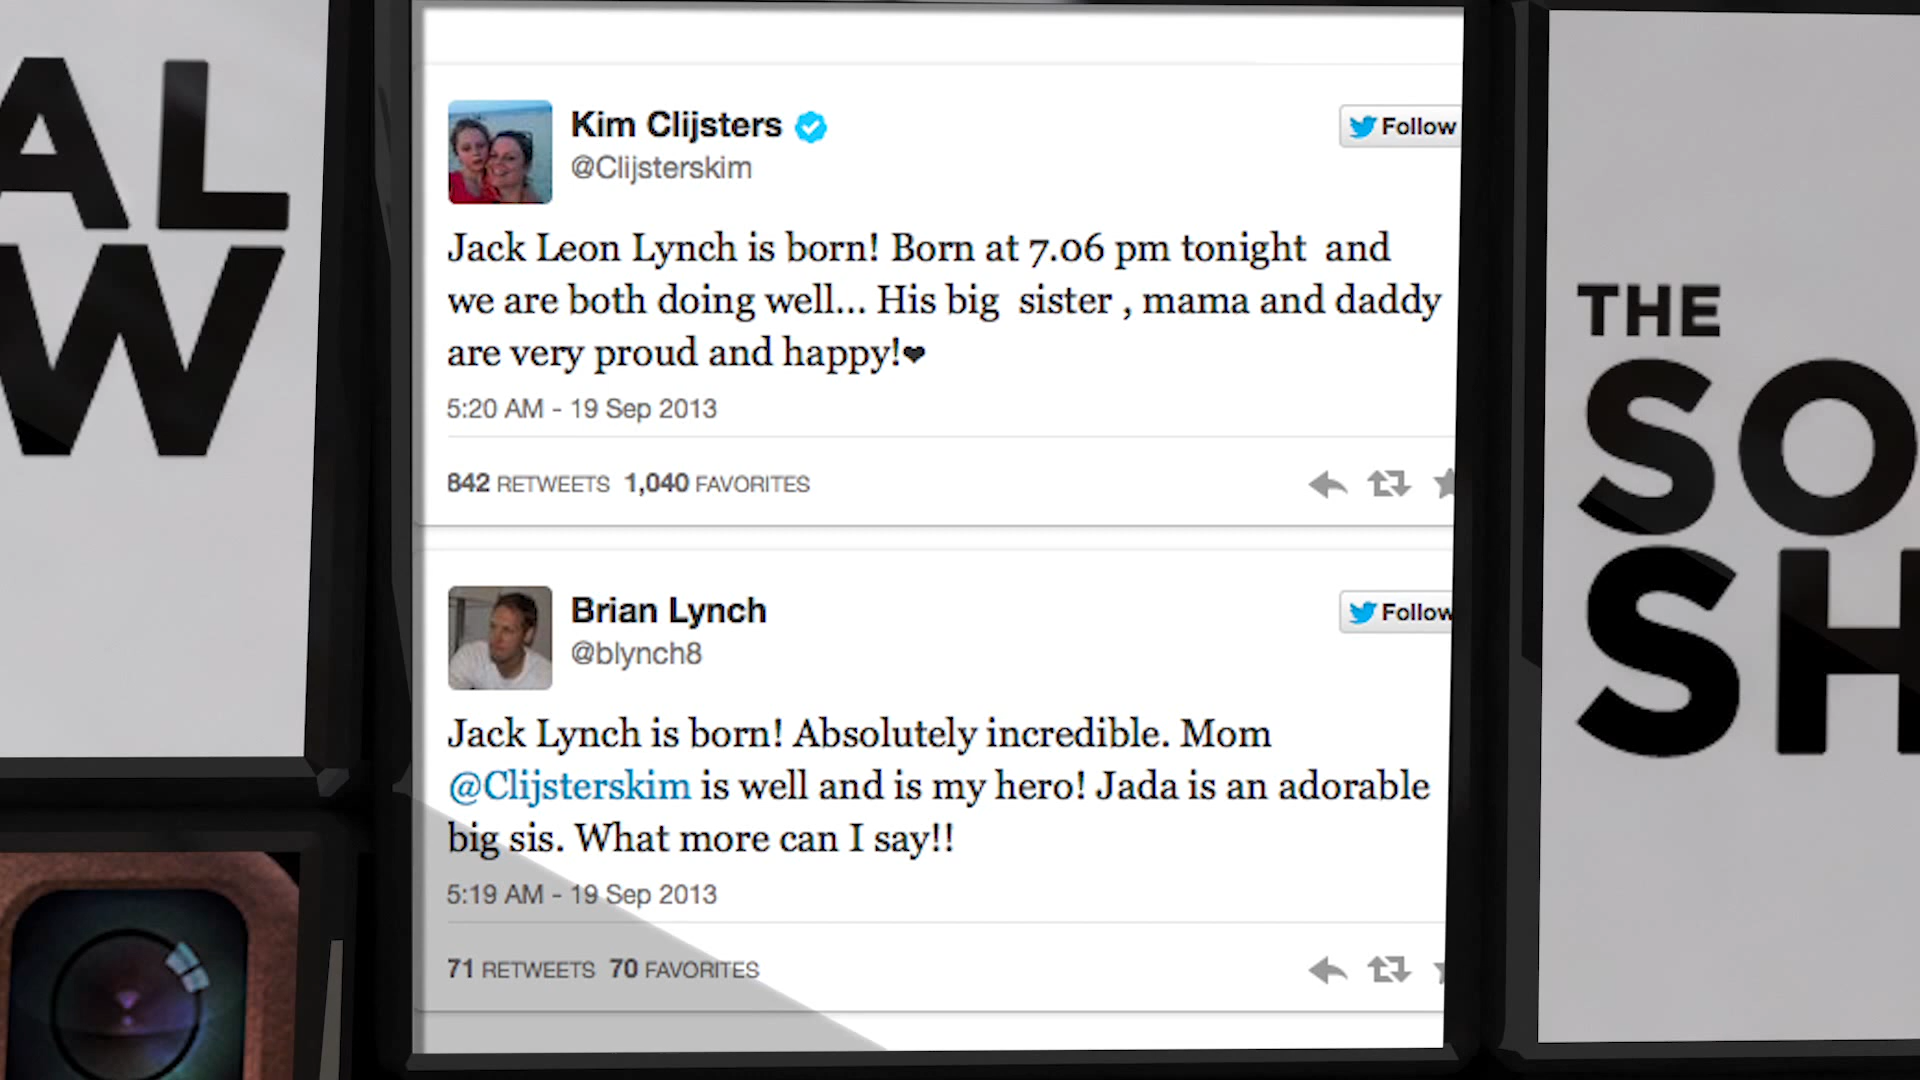 AL
W
Kim Clijsters
@Clijsterskim
Follow
Jack Leon Lynch is born! Born at 7.06 pm tonight and
we are both doing well... His big sister , mama and daddy
are very proud and happy!❤
5:20 AM - 19 Sep 2013
842 RETWEETS 1,040 FAVORITES
Brian Lynch
@blynch8
Follow
Jack Lynch is born! Absolutely incredible. Mom
@Clijsterskim is well and is my hero! Jada is an adorable
big sis. What more can I say!!
5:19 AM - 19 Sep 2013
71 RETWEETS 70 FAVORITES
THE
SO
SH